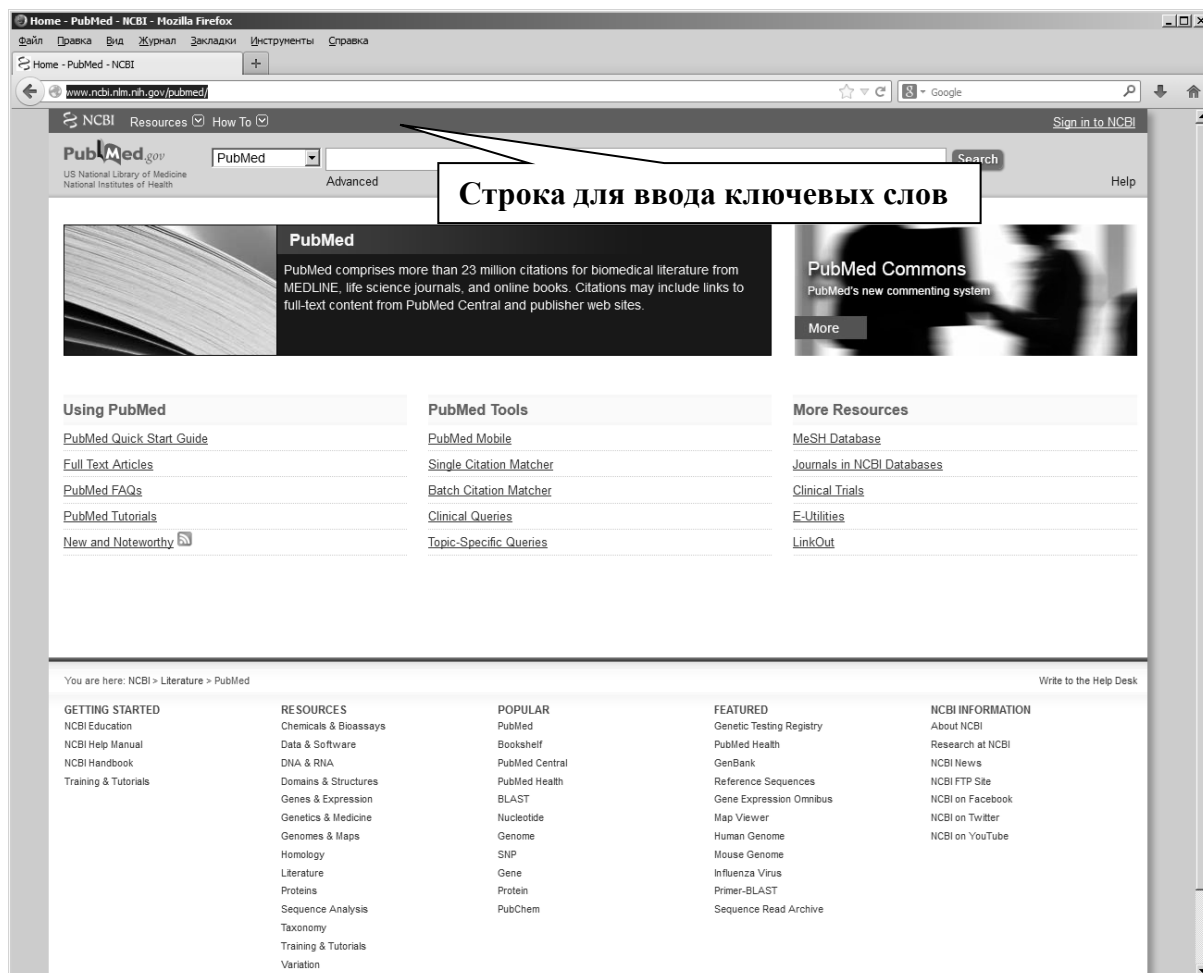 Home - PubMed - NCBI - Mozilla Firefox
Файл Правка Вид Журнал Закладки Инструменты Справка
Home - PubMed - NCBI +
www.ncbi.nlm.nih.gov/pubmed/ Google
NCBI Resources How To Sign in to NCBI
PubMed.gov
US National Library of Medicine
National Institutes of Health
PubMed Search
Advanced Help
Строка для ввода ключевых слов
PubMed
PubMed comprises more than 23 million citations for biomedical literature from
MEDLINE, life science journals, and online books. Citations may include links to
full-text content from PubMed Central and publisher web sites.
PubMed Commons
PubMed's new commenting system
More
Using PubMed
PubMed Quick Start Guide
Full Text Articles
PubMed FAQs
PubMed Tutorials
New and Noteworthy
PubMed Tools
PubMed Mobile
Single Citation Matcher
Batch Citation Matcher
Clinical Queries
Topic-Specific Queries
More Resources
MeSH Database
Journals in NCBI Databases
Clinical Trials
E-Utilities
LinkOut
You are here: NCBI > Literature > PubMed Write to the Help Desk
GETTING STARTED
NCBI Education
NCBI Help Manual
NCBI Handbook
Training & Tutorials
RESOURCES
Chemicals & Bioassays
Data & Software
DNA & RNA
Domains & Structures
Genes & Expression
Genetics & Medicine
Genomes & Maps
Homology
Literature
Proteins
Sequence Analysis
Taxonomy
Training & Tutorials
Variation
POPULAR
PubMed
Bookshelf
PubMed Central
PubMed Health
BLAST
Nucleotide
Genome
SNP
Gene
Protein
PubChem
FEATURED
Genetic Testing Registry
PubMed Health
GenBank
Reference Sequences
Gene Expression Omnibus
Map Viewer
Human Genome
Mouse Genome
Influenza Virus
Primer-BLAST
Sequence Read Archive
NCBI INFORMATION
About NCBI
Research at NCBI
NCBI News
NCBI FTP Site
NCBI on Facebook
NCBI on Twitter
NCBI on YouTube